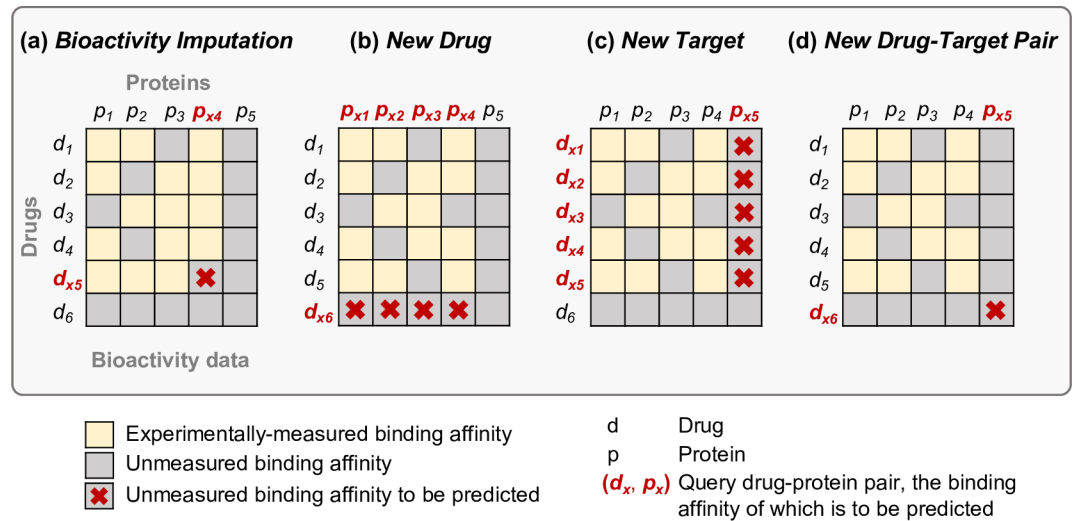 (a) Bioactivity Imputation
(b) New Drug
(c) New Target
(d) New Drug-Target Pair
Proteins
Drugs
p1 p2 p3 px4 p5
d1
d2
d3
d4
dx5
d6
Bioactivity data
px1 px2 px3 px4 p5
d1
d2
d3
d4
d5
dx6
p1 p2 p3 p4 px5
dx1
dx2
dx3
dx4
dx5
d6
p1 p2 p3 p4 px5
d1
d2
d3
d4
d5
dx6
Experimentally-measured binding affinity
Unmeasured binding affinity
Unmeasured binding affinity to be predicted
d Drug
p Protein
(dx, px) Query drug-protein pair, the binding
affinity of which is to be predicted